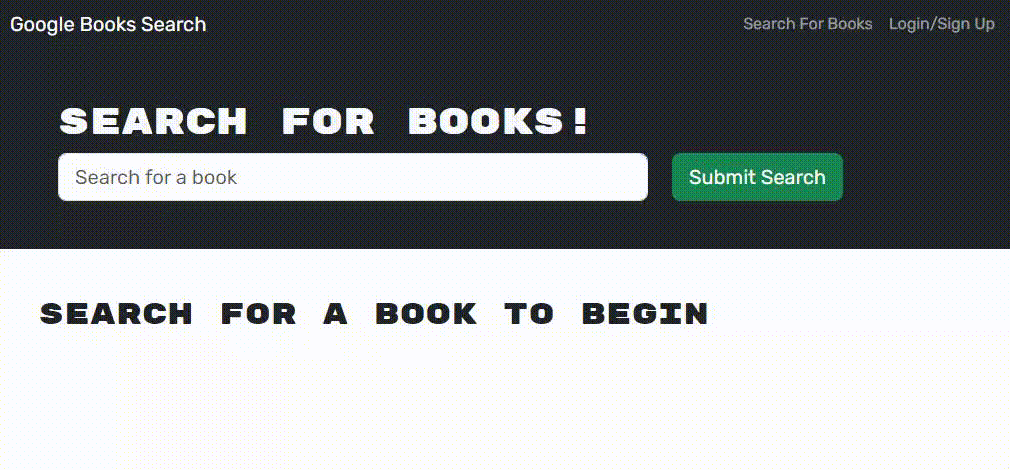 Google Books Search Search For Books Login/Sign Up
SEARCH FOR BOOKS!
Search for a book Submit Search
SEARCH FOR A BOOK TO BEGIN